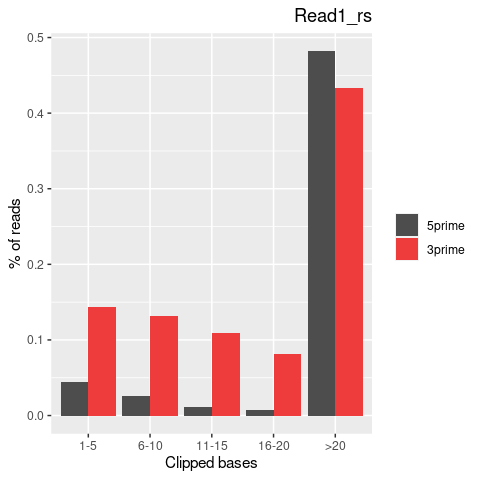 Read1_rs
0.5
0.4
0.3
0.2
0.1
0.0
% of reads
1-5 6-10 11-15 16-20 >20
Clipped bases
5prime
3prime